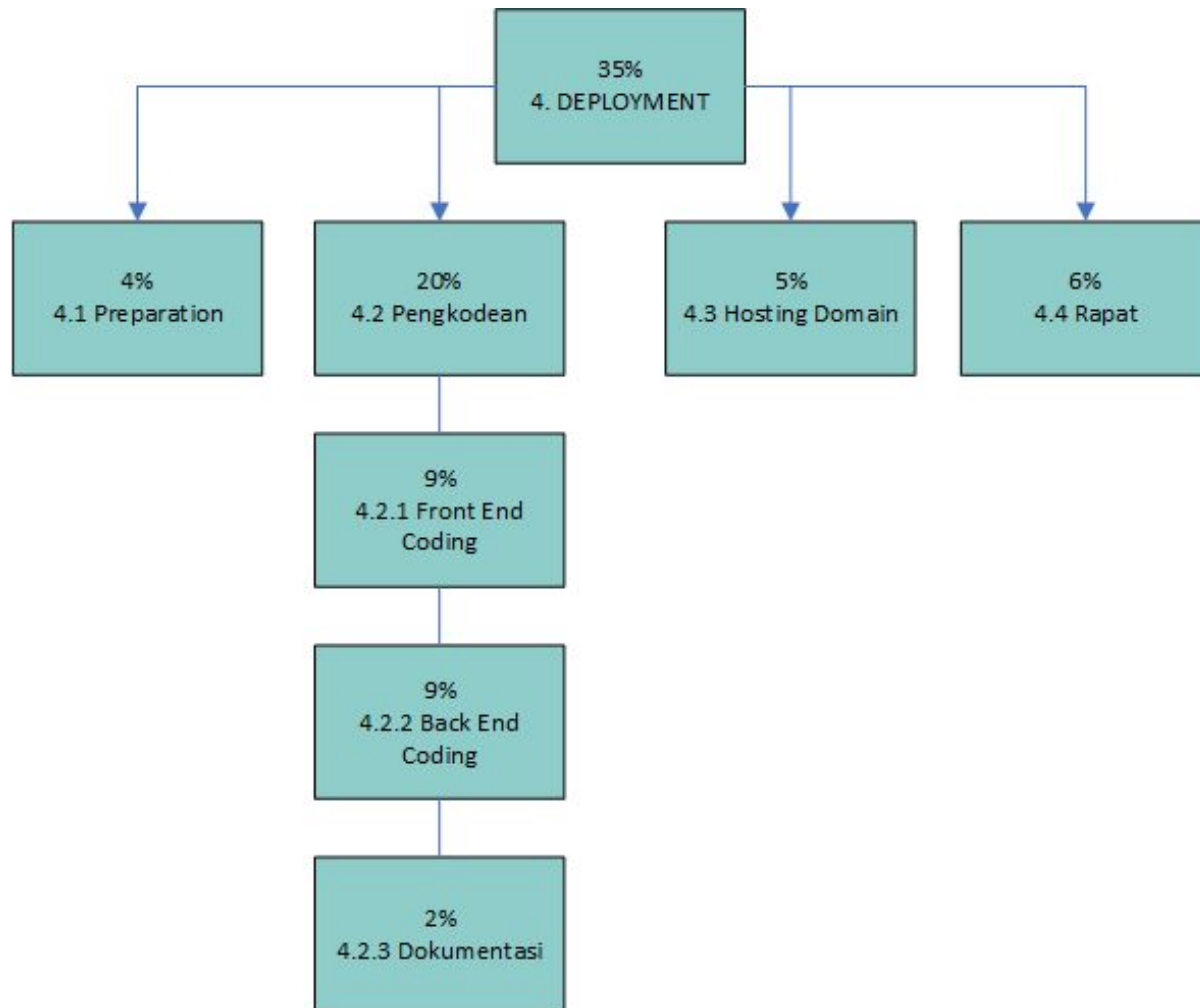 35%
4. DEPLOYMENT
4%
4.1 Preparation
20%
4.2 Pengkodean
5%
4.3 Hosting Domain
6%
4.4 Rapat
9%
4.2.1 Front End
Coding
9%
4.2.2 Back End
Coding
2%
4.2.3 Dokumentasi